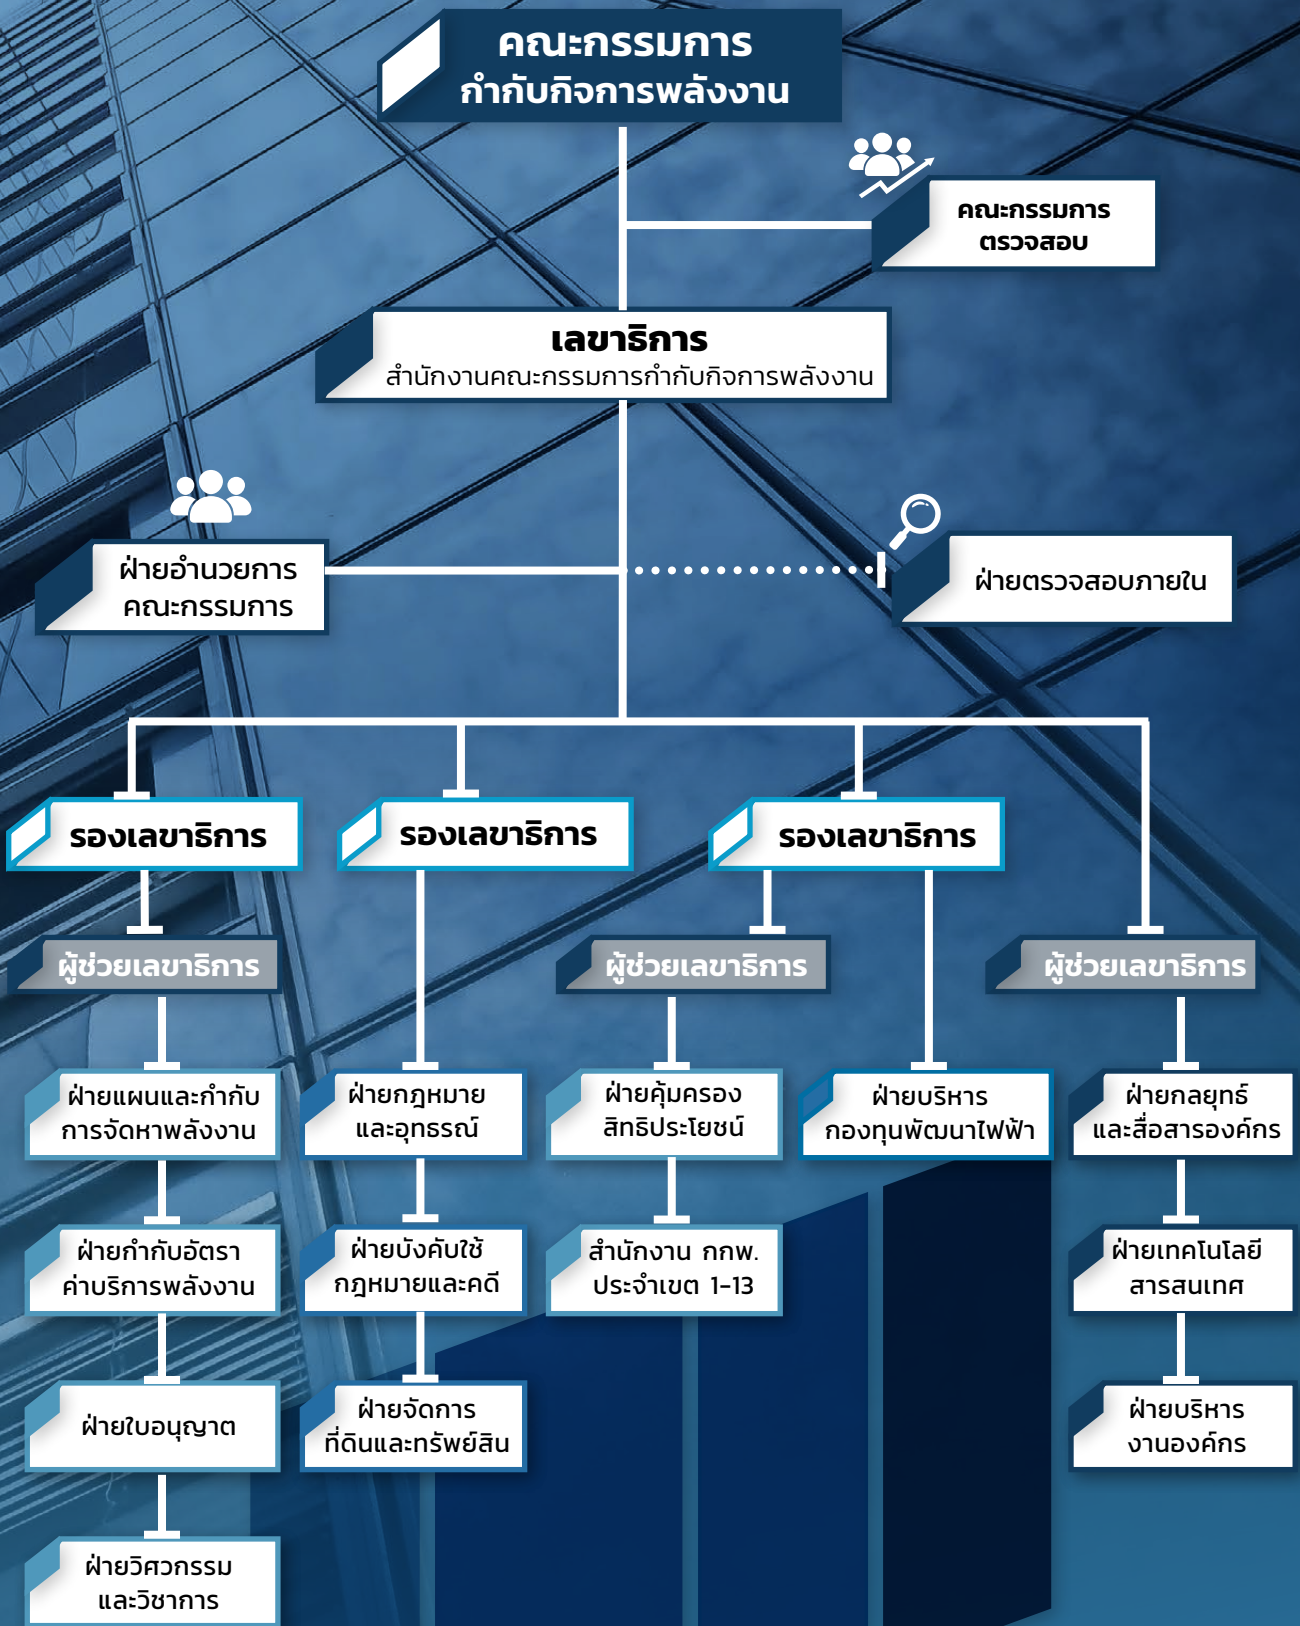 คณะกรรมการ
กำกับกิจการพลังงาน
คณะกรรมการ
ตรวจสอบ
เลขาธิการ
สำนักงานคณะกรรมการกำกับกิจการพลังงาน
ฝ่ายอำนวยการ
คณะกรรมการ
ฝ่ายตรวจสอบภายใน
รองเลขาธิการ
รองเลขาธิการ
รองเลขาธิการ
ผู้ช่วยเลขาธิการ
ผู้ช่วยเลขาธิการ
ผู้ช่วยเลขาธิการ
ฝ่ายแผนและกำกับ
การจัดหาพลังงาน
ฝ่ายกฎหมาย
และอุทธรณ์
ฝ่ายคุ้มครอง
สิทธิประโยชน์
ฝ่ายบริหาร
กองทุนพัฒนาไฟฟ้า
ฝ่ายกลยุทธ์
และสื่อสารองค์กร
ฝ่ายกำกับอัตรา
ค่าบริการพลังงาน
ฝ่ายบังคับใช้
กฎหมายและคดี
สำนักงาน กกพ.
ประจำเขต 1-13
ฝ่ายเทคโนโลยี
สารสนเทศ
ฝ่ายใบอนุญาต
ฝ่ายจัดการ
ที่ดินและทรัพย์สิน
ฝ่ายบริหาร
งานองค์กร
ฝ่ายวิศวกรรม
และวิชาการ